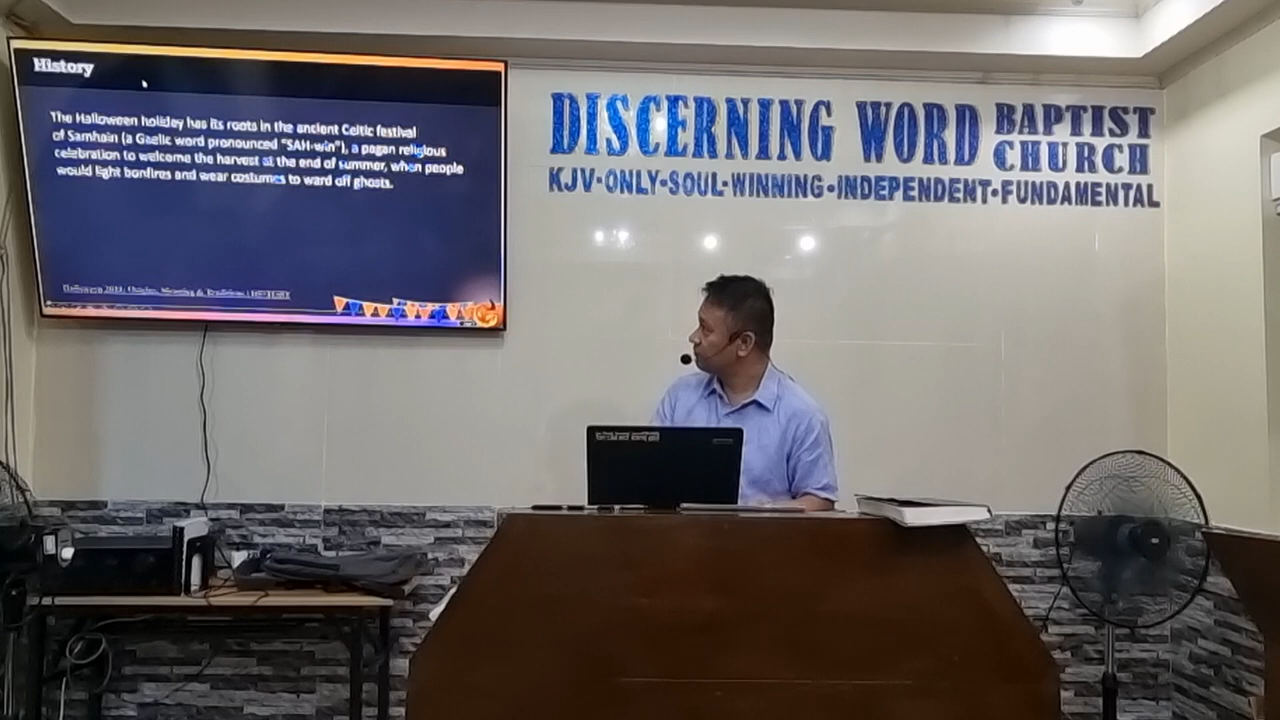 History
The Halloween holiday has its roots in the ancient Celtic festival
of Samhain (a Gaelic word pronounced "SAH-win"), a pagan religious
celebration to welcome the harvest at the end of summer, when people
would light bonfires and wear costumes to ward off ghosts.
DISCERNING WORD BAPTIST CHURCH
KJV-ONLY•SOUL-WINNING•INDEPENDENT•FUNDAMENTAL